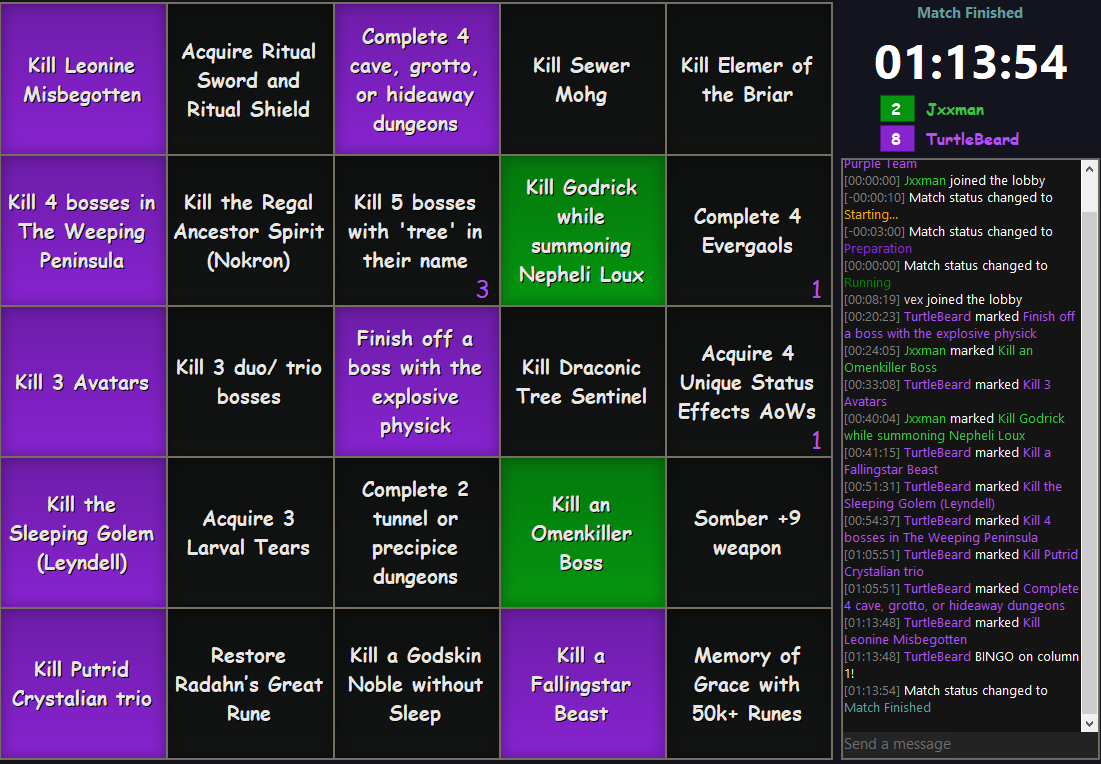 Kill Leonine
Misbegotten
Acquire Ritual
Sword and
Ritual Shield
Complete 4
cave, grotto,
or hideaway
dungeons
Kill Sewer
Mohg
Kill Elemer of
the Briar
Kill 4 bosses in
The Weeping
Peninsula
Kill the Regal
Ancestor Spirit
(Nokron)
Kill 5 bosses
with 'tree' in
their name
3
Kill Godrick
while
summoning
Nepheli Loux
Complete 4
Evergaols
1
Kill 3 Avatars
Kill 3 duo/ trio
bosses
Finish off a
boss with the
explosive
physick
Kill Draconic
Tree Sentinel
Acquire 4
Unique Status
Effects AoWs
1
Kill the
Sleeping Golem
(Leyndell)
Acquire 3
Larval Tears
Complete 2
tunnel or
precipice
dungeons
Kill an
Omenkiller
Boss
Somber +9
weapon
Kill Putrid
Crystalian trio
Restore
Radahn's Great
Rune
Kill a Godskin
Noble without
Sleep
Kill a
Fallingstar
Beast
Memory of
Grace with
50k+ Runes
Match Finished
01:13:54
2 Jxxman
8 TurtleBeard
Purple Team
[00:00:00] Jxxman joined the lobby
[-00:00:10] Match status changed to
Starting...
[-00:03:00] Match status changed to
Preparation
[00:00:00] Match status changed to
Running
[00:08:19] vex joined the lobby
[00:20:23] TurtleBeard marked Finish off
a boss with the explosive physick
[00:24:05] Jxxman marked Kill an
Omenkiller Boss
[00:33:08] TurtleBeard marked Kill 3
Avatars
[00:40:04] Jxxman marked Kill Godrick
while summoning Nepheli Loux
[00:41:15] TurtleBeard marked Kill a
Fallingstar Beast
[00:51:31] TurtleBeard marked Kill the
Sleeping Golem (Leyndell)
[00:54:37] TurtleBeard marked Kill 4
bosses in The Weeping Peninsula
[01:05:51] TurtleBeard marked Kill Putrid
Crystalian trio
[01:05:51] TurtleBeard marked Complete
4 cave, grotto, or hideaway dungeons
[01:13:48] TurtleBeard marked Kill
Leonine Misbegotten
[01:13:48] TurtleBeard BINGO on column
1!
[01:13:54] Match status changed to
Match Finished
Send a message